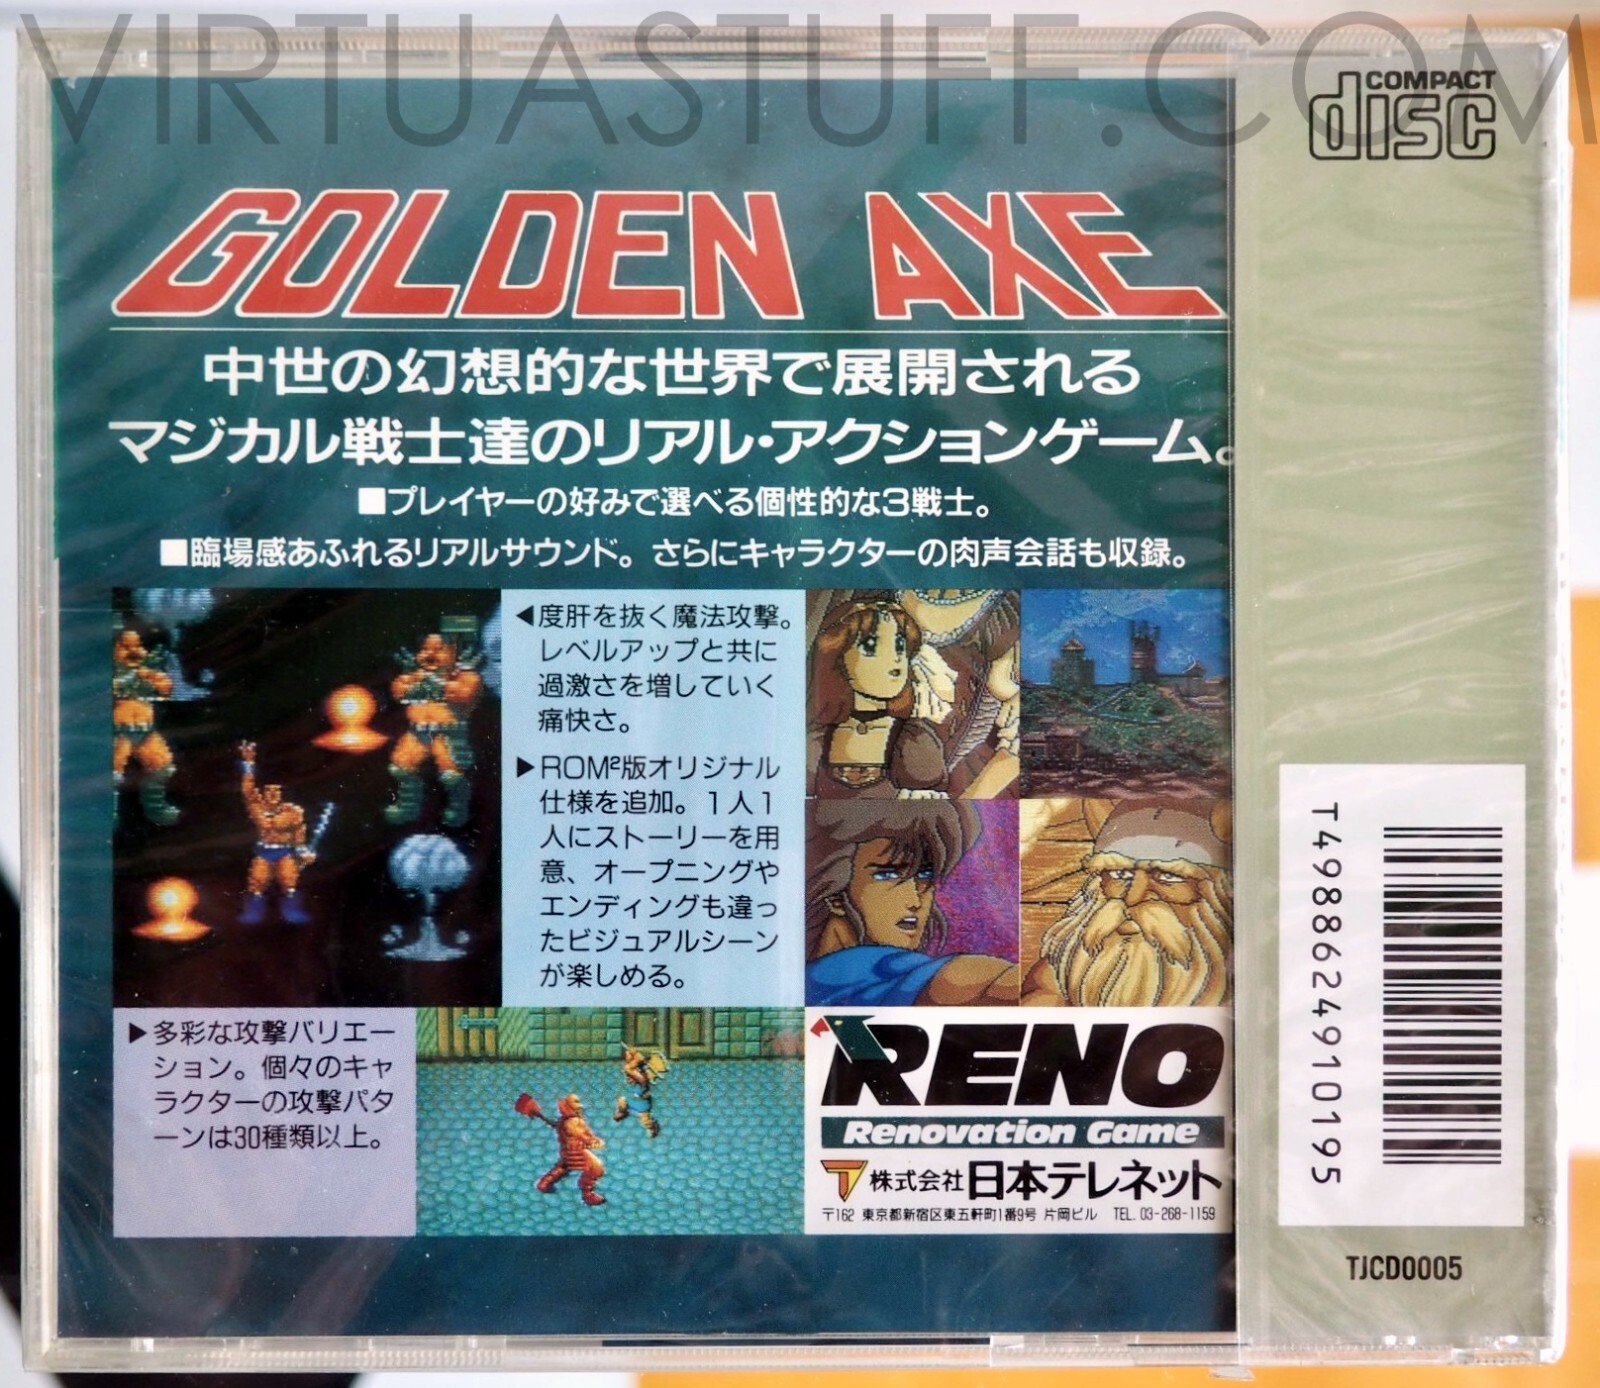 VIRTUASTUFF.COM
COMPACT
disc
GOLDEN AXE
中世の幻想的な世界で展開される
マジカル戦士達のリアル・アクションゲーム。
■プレイヤーの好みで選べる個性的な3戦士。
■臨場感あふれるリアルサウンド。さらにキャラクターの肉声会話も収録。
◀度肝を抜く魔法攻撃。
レベルアップと共に
過激さを増していく
痛快さ。
▶ROM²版オリジナル
仕様を追加。1人1
人にストーリーを用
意、オープニングや
エンディングも違っ
たビジュアルシーン
が楽しめる。
▶多彩な攻撃バリエー
ション。個々のキャ
ラクターの攻撃パタ
ーンは30種類以上。
RENO
Renovation Game
株式会社日本テレネット
〒162 東京都新宿区東五軒町1番9号 片岡ビル TEL. 03-268-1159
T4988624910195
TJCD0005